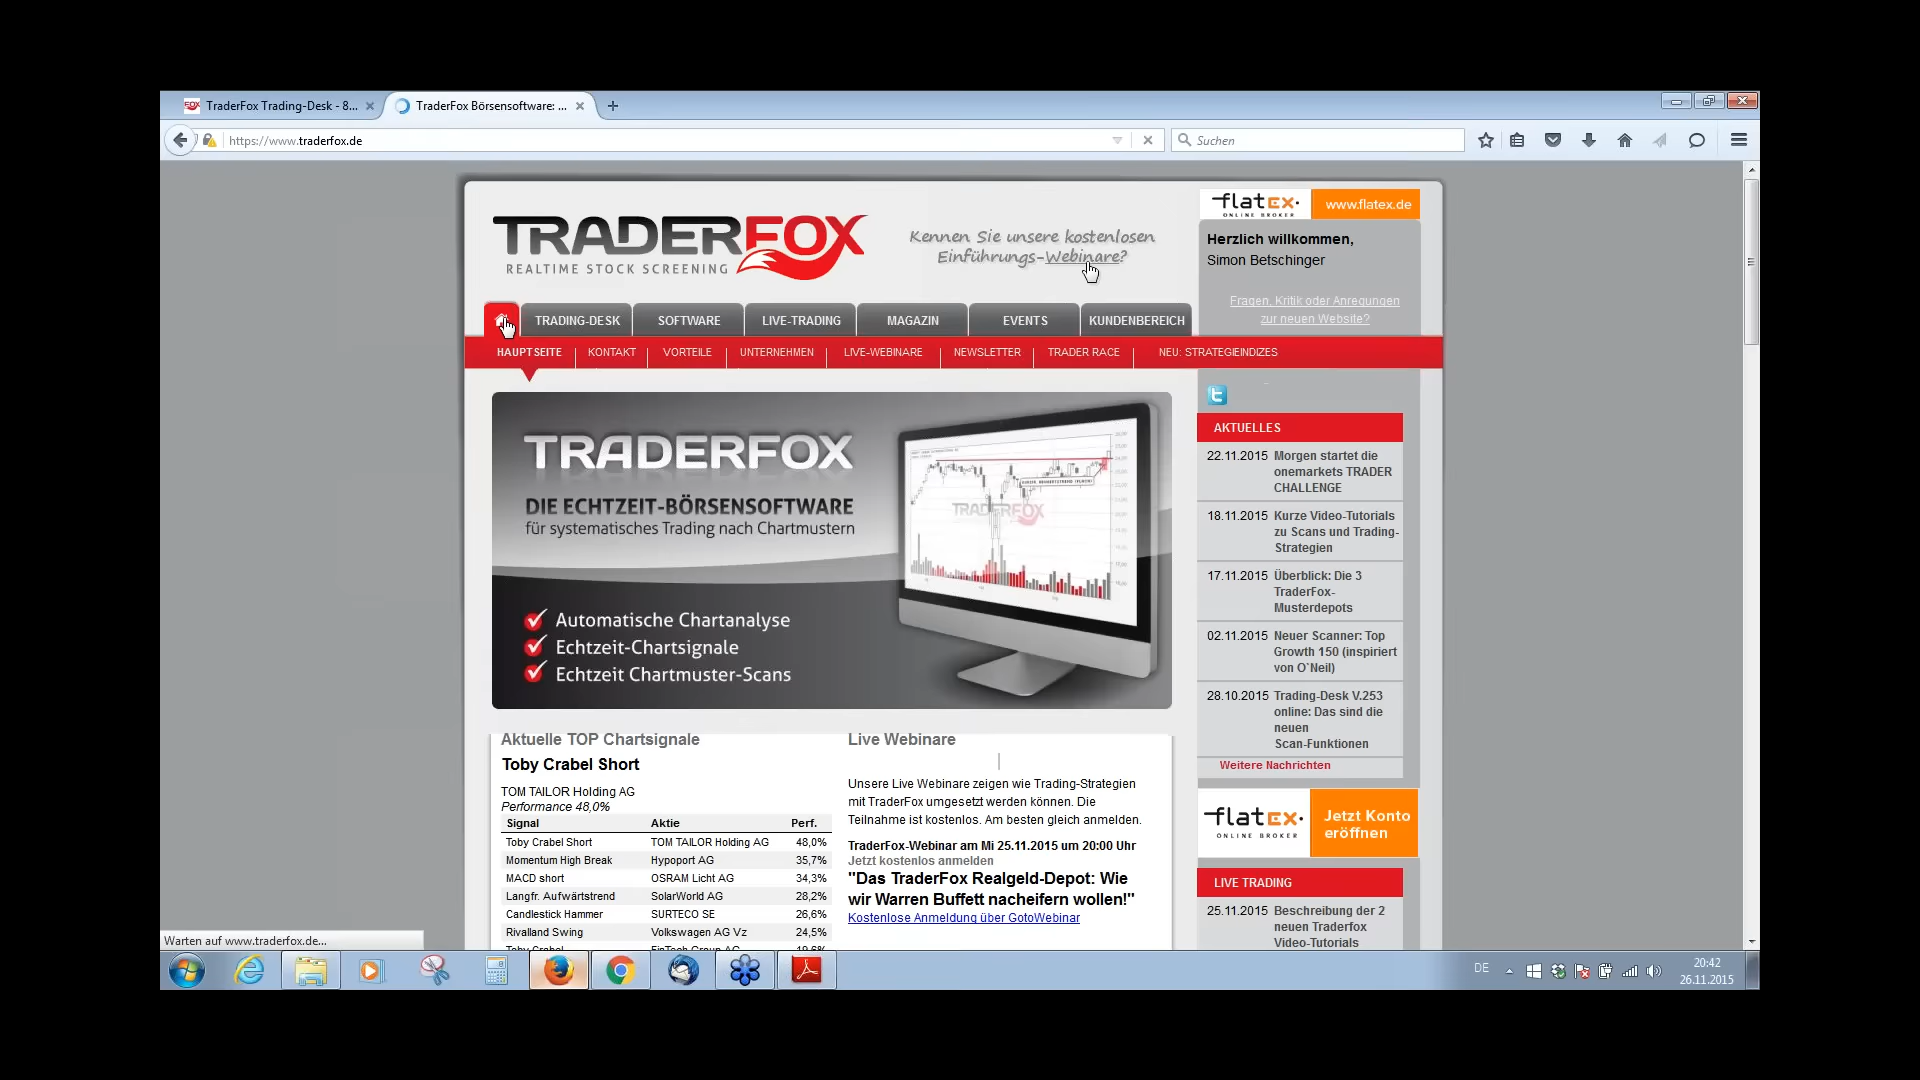 TraderFox Trading-Desk - 8...
TraderFox Börsensoftware: ...
https://www.traderfox.de
Suchen
TRADERFOX
REALTIME STOCK SCREENING
Kennen Sie unsere kostenlosen
Einführungs-Webinare?
flatex
ONLINE BROKER
www.flatex.de
Herzlich willkommen,
Simon Betschinger
Fragen, Kritik oder Anregungen
zur neuen Website?
TRADING-DESK
SOFTWARE
LIVE-TRADING
MAGAZIN
EVENTS
KUNDENBEREICH
HAUPTSEITE
KONTAKT
VORTEILE
UNTERNEHMEN
LIVE-WEBINARE
NEWSLETTER
TRADER RACE
NEU: STRATEGIEINDIZES
TRADERFOX
DIE ECHTZEIT-BÖRSENSOFTWARE
für systematisches Trading nach Chartmustern
TRADERFOX
Automatische Chartanalyse
Echtzeit-Chartsignale
Echtzeit Chartmuster-Scans
AKTUELLES
22.11.2015 Morgen startet die
onemarkets TRADER
CHALLENGE
18.11.2015 Kurze Video-Tutorials
zu Scans und Trading-
Strategien
17.11.2015 Überblick: Die 3
TraderFox-
Musterdepots
02.11.2015 Neuer Scanner: Top
Growth 150 (inspiriert
von O`Neil)
28.10.2015 Trading-Desk V.253
online: Das sind die
neuen
Scan-Funktionen
Weitere Nachrichten
flatex
ONLINE BROKER
Jetzt Konto
eröffnen
LIVE TRADING
25.11.2015 Beschreibung der 2
neuen Traderfox
Video-Tutorials
Aktuelle TOP Chartsignale
Toby Crabel Short
TOM TAILOR Holding AG
Performance 48,0%
Signal Aktie Perf.
Toby Crabel Short TOM TAILOR Holding AG 48,0%
Momentum High Break Hypoport AG 35,7%
MACD short OSRAM Licht AG 34,3%
Langfr. Aufwärtstrend SolarWorld AG 28,2%
Candlestick Hammer SURTECO SE 26,6%
Rivalland Swing Volkswagen AG Vz 24,5%
Toby Crabel FinTech Group AG 19,6%
Live Webinare
Unsere Live Webinare zeigen wie Trading-Strategien
mit TraderFox umgesetzt werden können. Die
Teilnahme ist kostenlos. Am besten gleich anmelden.
TraderFox-Webinar am Mi 25.11.2015 um 20:00 Uhr
Jetzt kostenlos anmelden
"Das TraderFox Realgeld-Depot: Wie
wir Warren Buffett nacheifern wollen!"
Kostenlose Anmeldung über GotoWebinar
Warten auf www.traderfox.de...
DE
20:42
26.11.2015